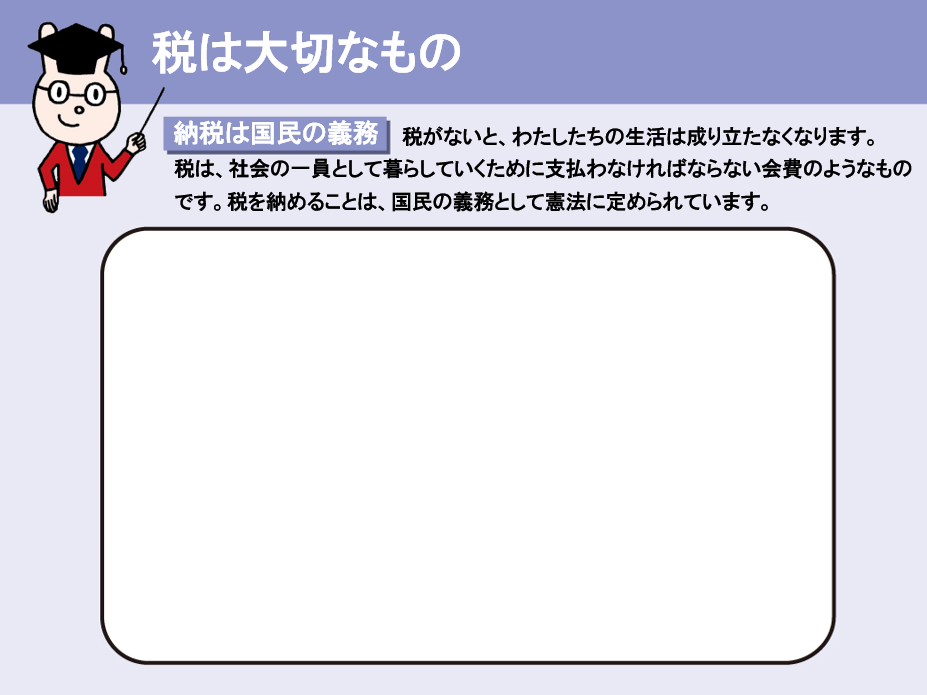 税は大切なもの
納税は国民の義務 税がないと、わたしたちの生活は成り立たなくなります。
税は、社会の一員として暮らしていくために支払わなければならない会費のようなもの
です。税を納めることは、国民の義務として憲法に定められています。